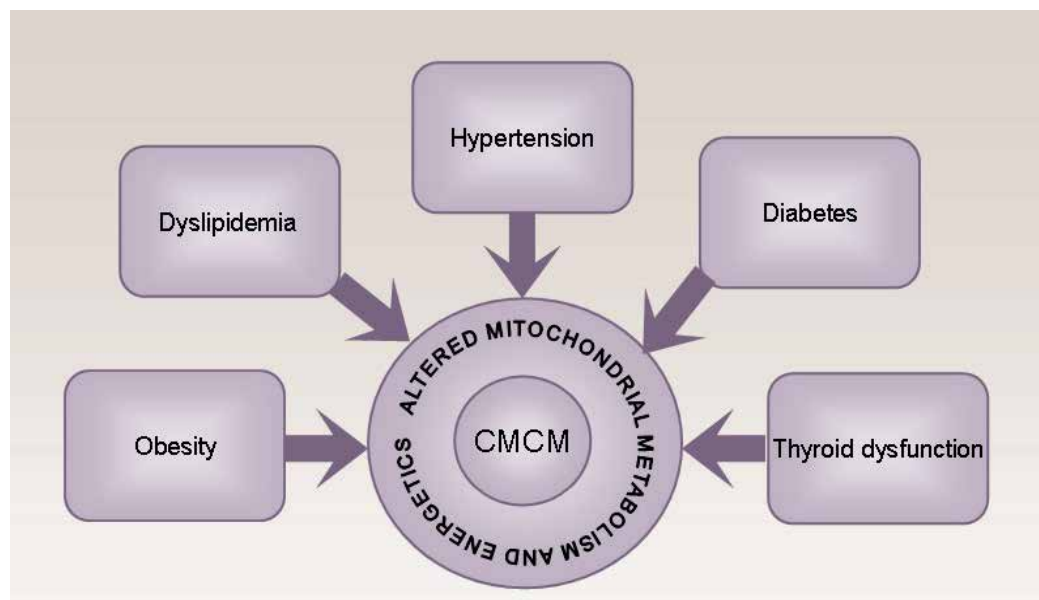 Hypertension
Dyslipidemia
Diabetes
Obesity
Thyroid dysfunction
ALTERED MITOCHONDRIAL METABOLISM AND ENERGETICS
CMCM